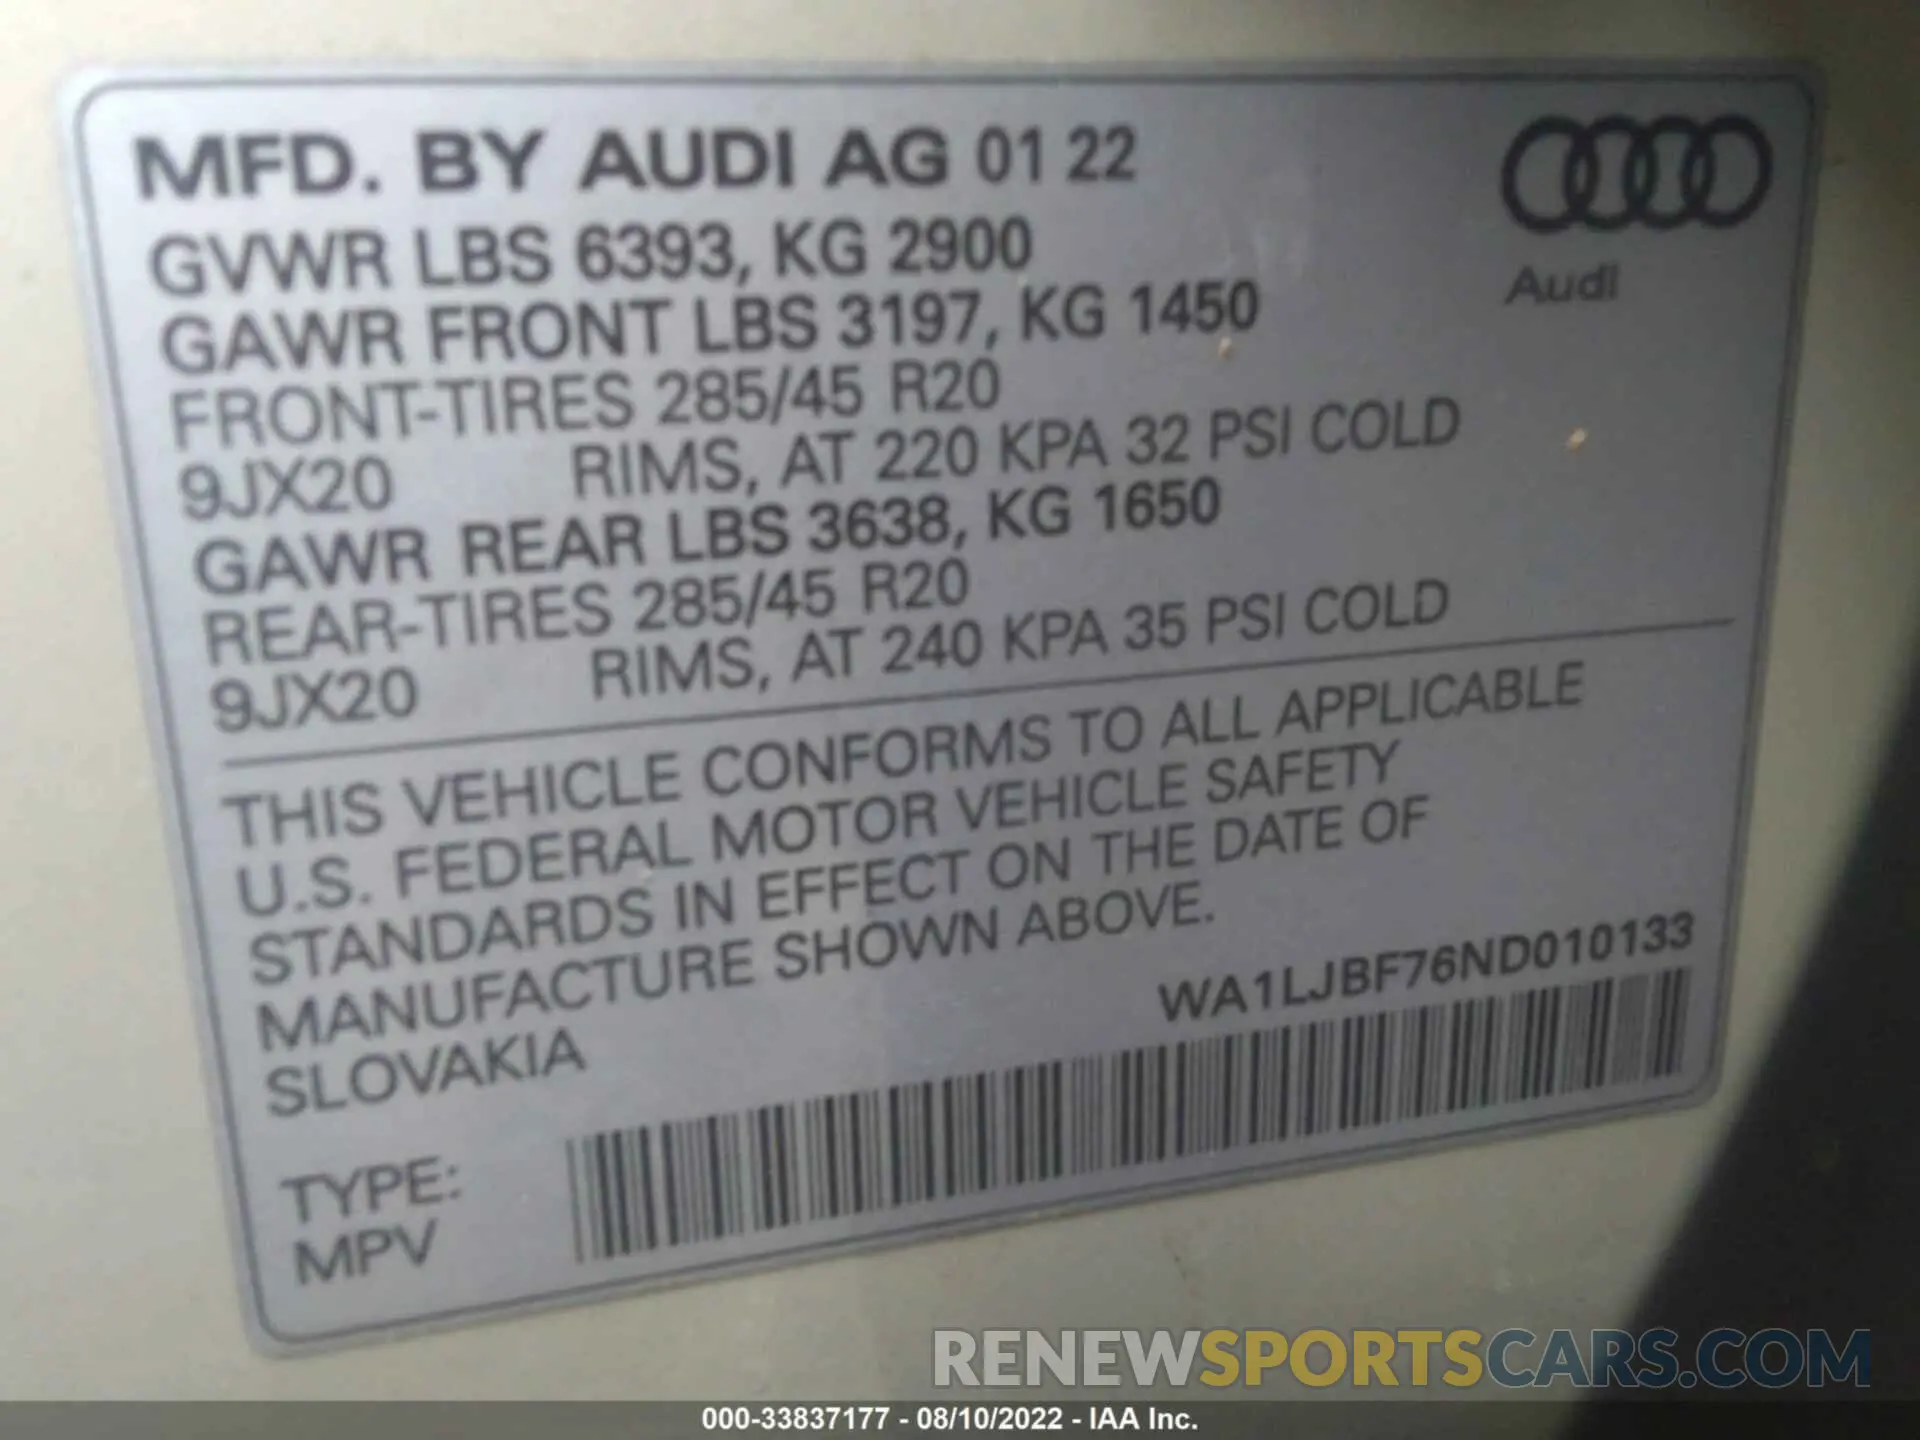 MFD. BY AUDI AG 01 22
GVWR LBS 6393, KG 2900
GAWR FRONT LBS 3197, KG 1450
FRONT-TIRES 285/45 R20
9JX20 RIMS, AT 220 KPA 32 PSI COLD
GAWR REAR LBS 3638, KG 1650
REAR-TIRES 285/45 R20
9JX20 RIMS, AT 240 KPA 35 PSI COLD
Audi
THIS VEHICLE CONFORMS TO ALL APPLICABLE
U.S. FEDERAL MOTOR VEHICLE SAFETY
STANDARDS IN EFFECT ON THE DATE OF
MANUFACTURE SHOWN ABOVE.
SLOVAKIA
WA1LJBF76ND010133
TYPE:
MPV
RENEWSPORTSCARS.COM
000-33837177 - 08/10/2022 - IAA Inc.